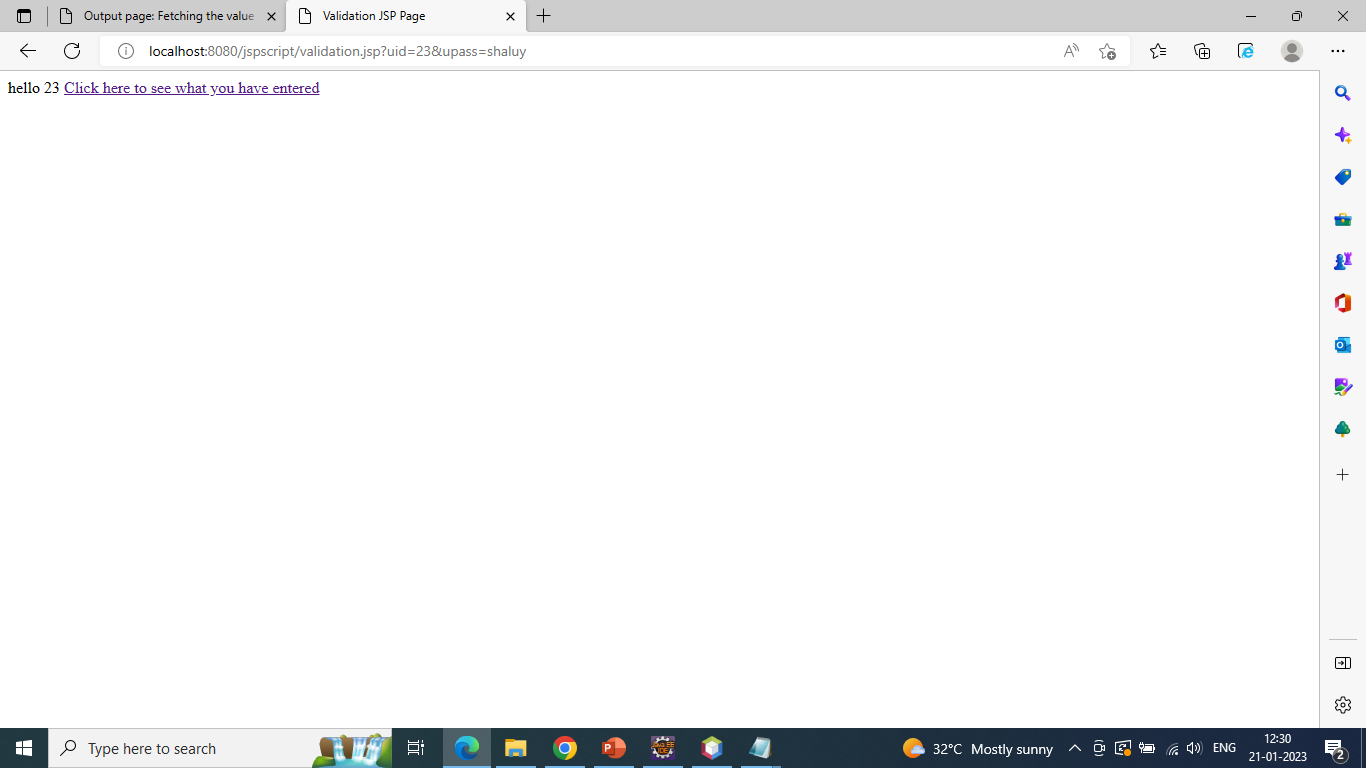 Output page: Fetching the value
Validation JSP Page
localhost:8080/jspscript/validation.jsp?uid=23&upass=shaluy
hello 23 Click here to see what you have entered
Type here to search
32°C Mostly sunny
ENG
12:30
21-01-2023
2